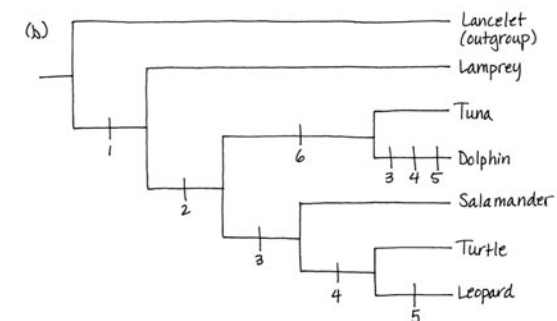 (b)
Lancelet
(outgroup)
Lamprey
1
Tuna
6
Dolphin
3 4 5
2
Salamander
3
Turtle
4
Leopard
5